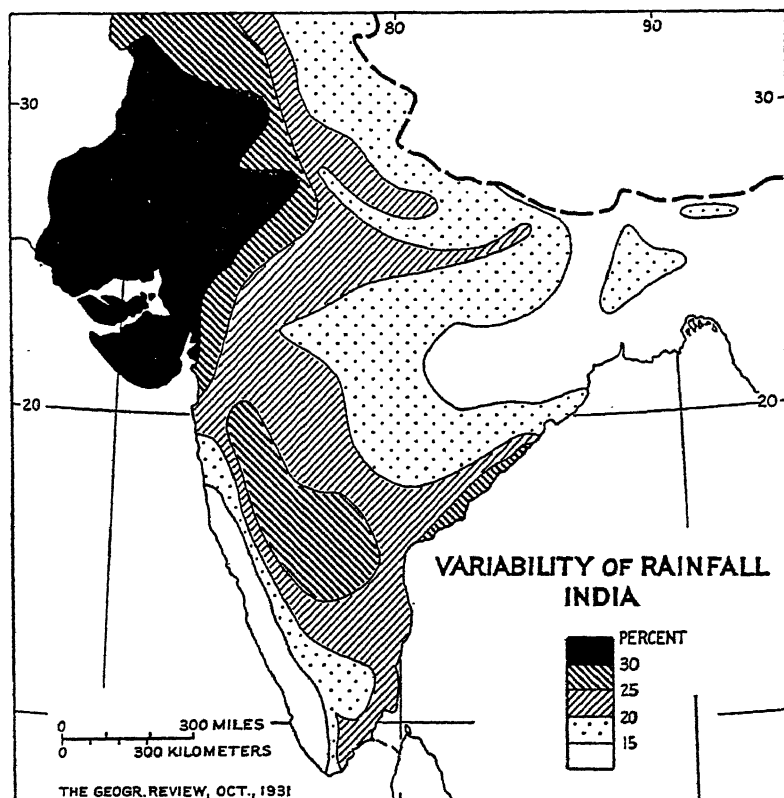 80 90
30 30
20 20
VARIABILITY OF RAINFALL
INDIA
PERCENT
30
25
20
15
0 300 MILES
0 300 KILOMETERS
THE GEOGR. REVIEW, OCT., 1931